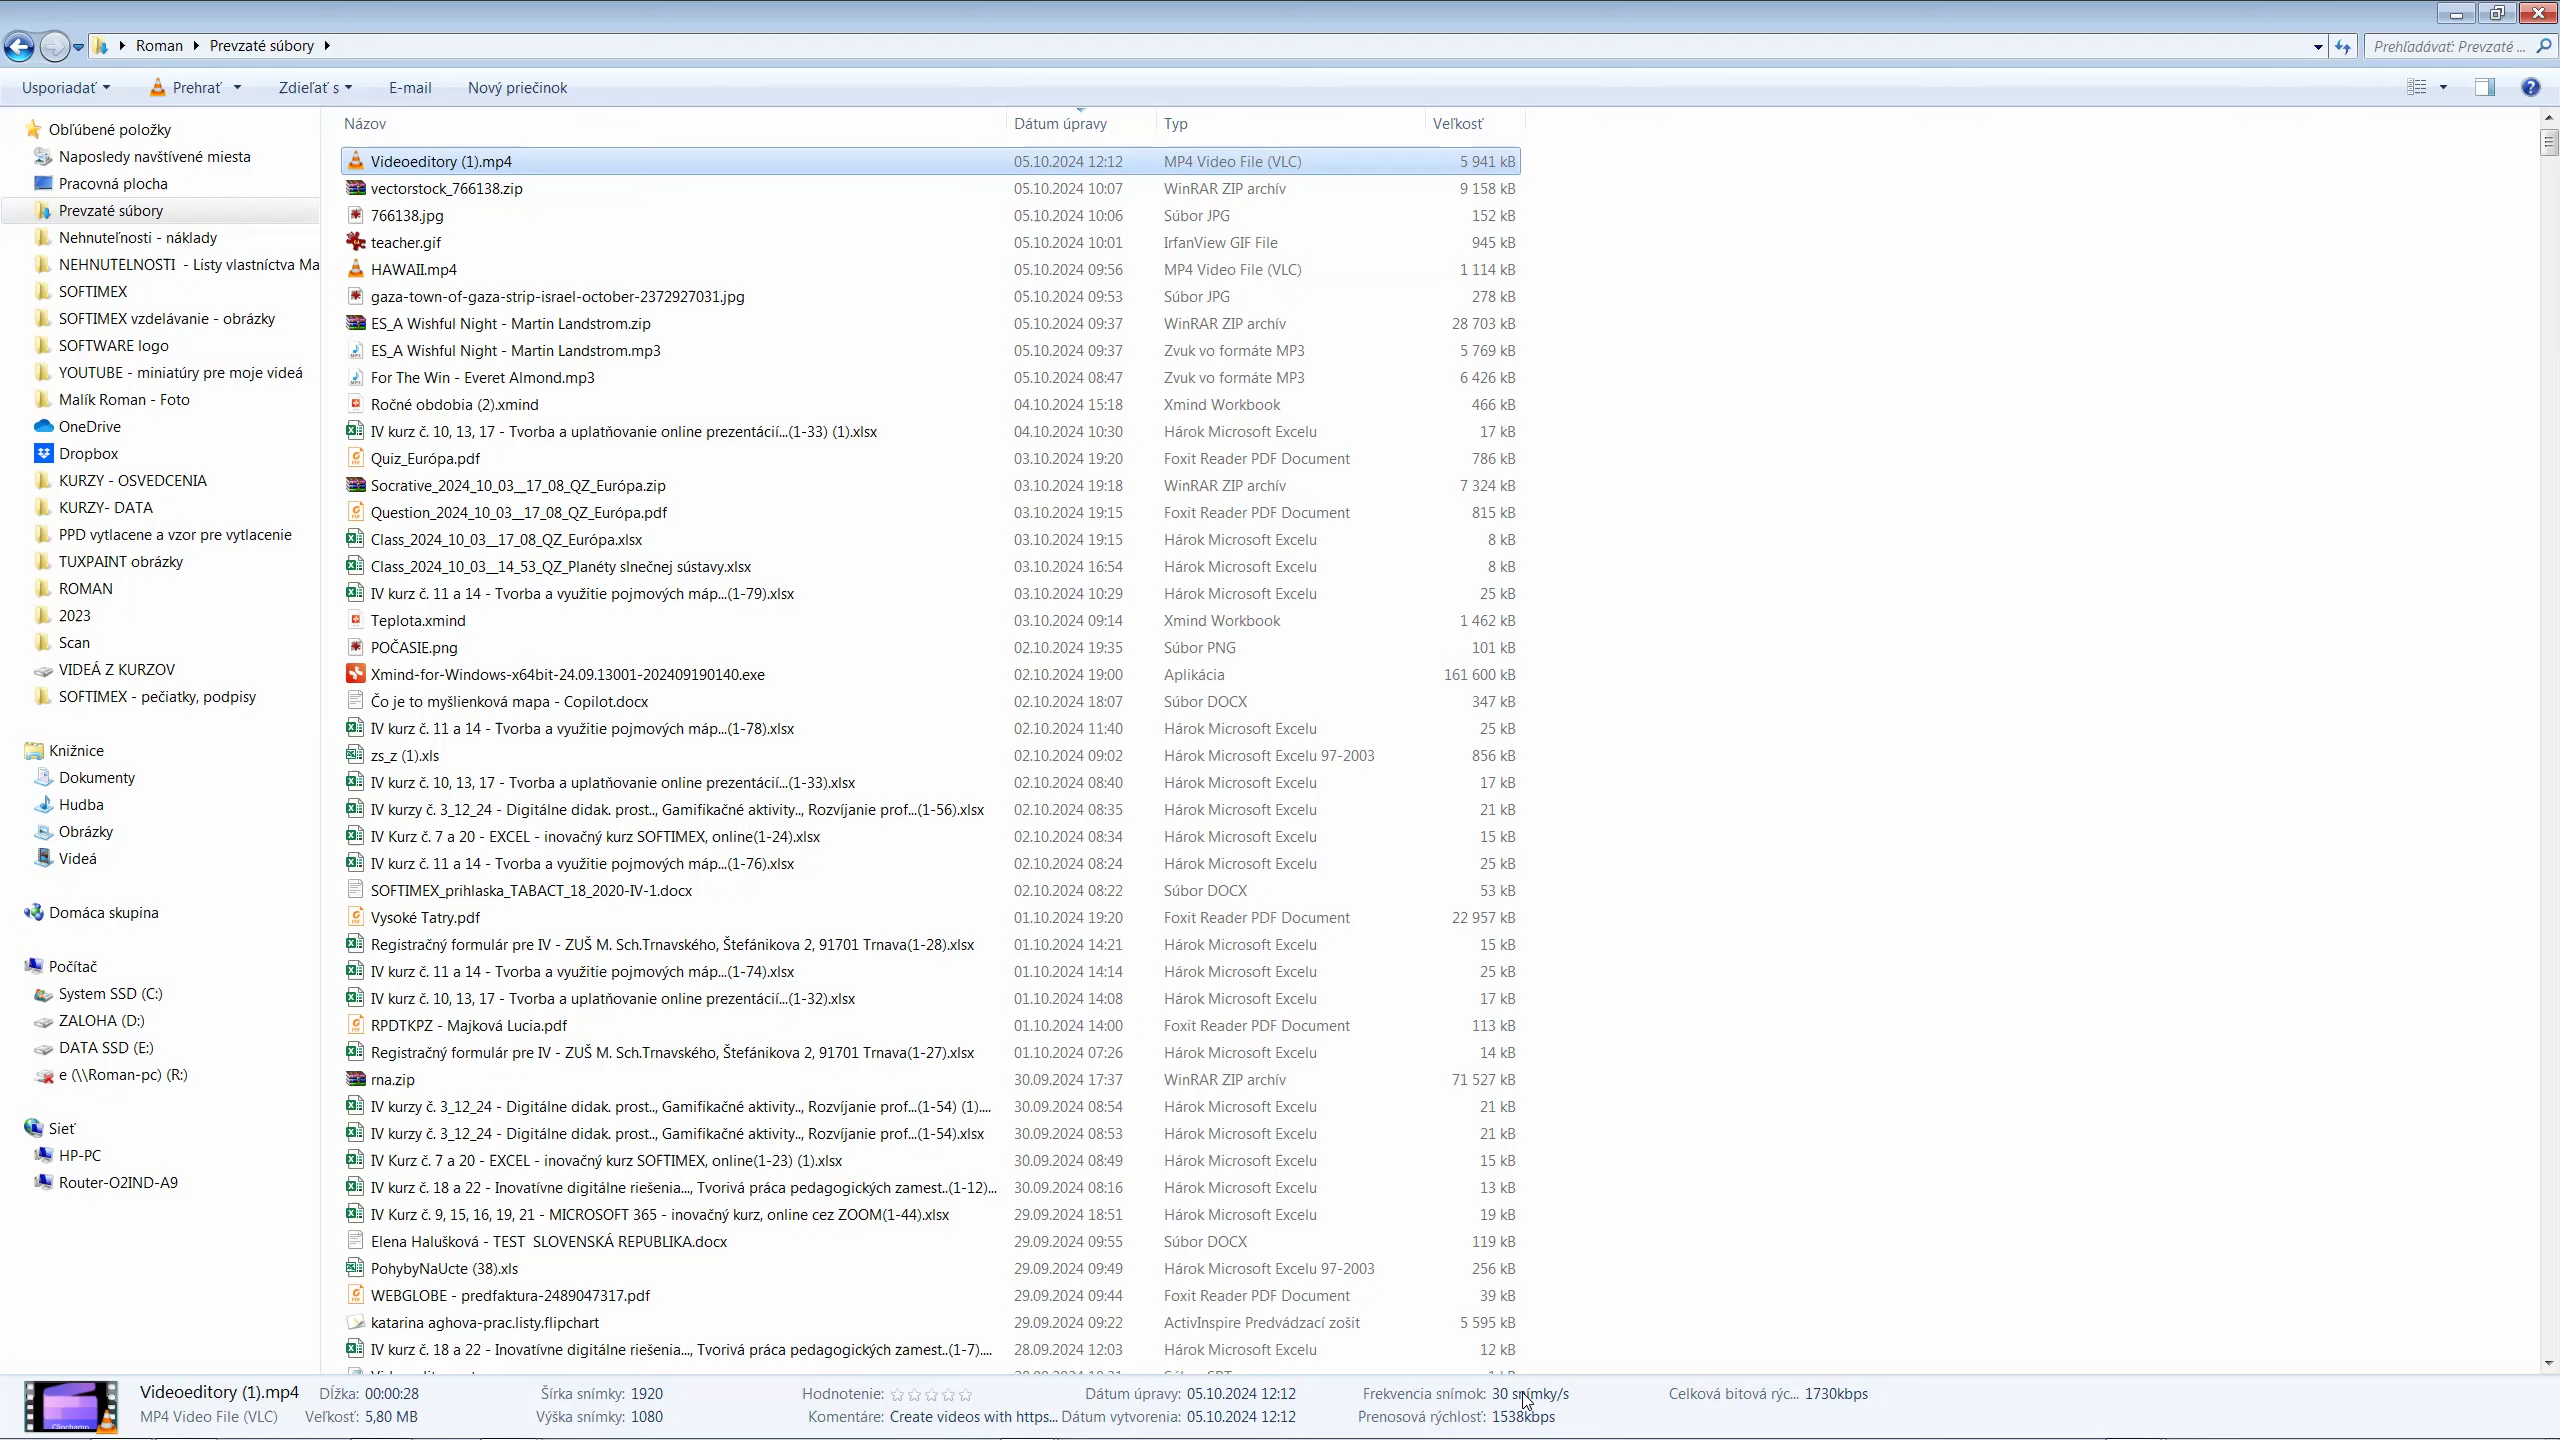 Roman
Prevzaté súbory
Prehľadávať: Prevzaté ...
Usporiadať
Prehrať
Zdieľať s
E-mail
Nový priečinok
Obľúbené položky
Naposledy navštívené miesta
Pracovná plocha
Prevzaté súbory
Nehnuteľnosti - náklady
NEHNUTELNOSTI - Listy vlastníctva Ma
SOFTIMEX
SOFTIMEX vzdelávanie - obrázky
SOFTWARE logo
YOUTUBE - miniatúry pre moje videá
Malík Roman - Foto
OneDrive
Dropbox
KURZY - OSVEDCENIA
KURZY- DATA
PPD vytlacene a vzor pre vytlacenie
TUXPAINT obrázky
ROMAN
2023
Scan
VIDEÁ Z KURZOV
SOFTIMEX - pečiatky, podpisy
Knižnice
Dokumenty
Hudba
Obrázky
Videá
Domáca skupina
Počítač
System SSD (C:)
ZALOHA (D:)
DATA SSD (E:)
e (\\Roman-pc) (R:)
Sieť
HP-PC
Router-O2IND-A9
Názov Dátum úpravy Typ Veľkosť
Videoeditory (1).mp4 05.10.2024 12:12 MP4 Video File (VLC) 5 941 kB
vectorstock_766138.zip 05.10.2024 10:07 WinRAR ZIP archív 9 158 kB
766138.jpg 05.10.2024 10:06 Súbor JPG 152 kB
teacher.gif 05.10.2024 10:01 IrfanView GIF File 945 kB
HAWAII.mp4 05.10.2024 09:56 MP4 Video File (VLC) 1 114 kB
gaza-town-of-gaza-strip-israel-october-2372927031.jpg 05.10.2024 09:53 Súbor JPG 278 kB
ES_A Wishful Night - Martin Landstrom.zip 05.10.2024 09:37 WinRAR ZIP archív 28 703 kB
ES_A Wishful Night - Martin Landstrom.mp3 05.10.2024 09:37 Zvuk vo formáte MP3 5 769 kB
For The Win - Everet Almond.mp3 05.10.2024 08:47 Zvuk vo formáte MP3 6 426 kB
Ročné obdobia (2).xmind 04.10.2024 15:18 Xmind Workbook 466 kB
IV kurz č. 10, 13, 17 - Tvorba a uplatňovanie online prezentácií...(1-33) (1).xlsx 04.10.2024 10:30 Hárok Microsoft Excelu 17 kB
Quiz_Európa.pdf 03.10.2024 19:20 Foxit Reader PDF Document 786 kB
Socrative_2024_10_03__17_08_QZ_Európa.zip 03.10.2024 19:18 WinRAR ZIP archív 7 324 kB
Question_2024_10_03__17_08_QZ_Európa.pdf 03.10.2024 19:15 Foxit Reader PDF Document 815 kB
Class_2024_10_03__17_08_QZ_Európa.xlsx 03.10.2024 19:15 Hárok Microsoft Excelu 8 kB
Class_2024_10_03__14_53_QZ_Planéty slnečnej sústavy.xlsx 03.10.2024 16:54 Hárok Microsoft Excelu 8 kB
IV kurz č. 11 a 14 - Tvorba a využitie pojmových máp...(1-79).xlsx 03.10.2024 10:29 Hárok Microsoft Excelu 25 kB
Teplota.xmind 03.10.2024 09:14 Xmind Workbook 1 462 kB
POČASIE.png 02.10.2024 19:35 Súbor PNG 101 kB
Xmind-for-Windows-x64bit-24.09.13001-202409190140.exe 02.10.2024 19:00 Aplikácia 161 600 kB
Čo je to myšlienková mapa - Copilot.docx 02.10.2024 18:07 Súbor DOCX 347 kB
IV kurz č. 11 a 14 - Tvorba a využitie pojmových máp...(1-78).xlsx 02.10.2024 11:40 Hárok Microsoft Excelu 25 kB
zs_z (1).xls 02.10.2024 09:02 Hárok Microsoft Excelu 97-2003 856 kB
IV kurz č. 10, 13, 17 - Tvorba a uplatňovanie online prezentácií...(1-33).xlsx 02.10.2024 08:40 Hárok Microsoft Excelu 17 kB
IV kurzy č. 3_12_24 - Digitálne didak. prost.., Gamifikačné aktivity.., Rozvíjanie prof...(1-56).xlsx 02.10.2024 08:35 Hárok Microsoft Excelu 21 kB
IV Kurz č. 7 a 20 - EXCEL - inovačný kurz SOFTIMEX, online(1-24).xlsx 02.10.2024 08:34 Hárok Microsoft Excelu 15 kB
IV kurz č. 11 a 14 - Tvorba a využitie pojmových máp...(1-76).xlsx 02.10.2024 08:24 Hárok Microsoft Excelu 25 kB
SOFTIMEX_prihlaska_TABACT_18_2020-IV-1.docx 02.10.2024 08:22 Súbor DOCX 53 kB
Vysoké Tatry.pdf 01.10.2024 19:20 Foxit Reader PDF Document 22 957 kB
Registračný formulár pre IV - ZUŠ M. Sch.Trnavského, Štefánikova 2, 91701 Trnava(1-28).xlsx 01.10.2024 14:21 Hárok Microsoft Excelu 15 kB
IV kurz č. 11 a 14 - Tvorba a využitie pojmových máp...(1-74).xlsx 01.10.2024 14:14 Hárok Microsoft Excelu 25 kB
IV kurz č. 10, 13, 17 - Tvorba a uplatňovanie online prezentácií...(1-32).xlsx 01.10.2024 14:08 Hárok Microsoft Excelu 17 kB
RPDTKPZ - Majková Lucia.pdf 01.10.2024 14:00 Foxit Reader PDF Document 113 kB
Registračný formulár pre IV - ZUŠ M. Sch.Trnavského, Štefánikova 2, 91701 Trnava(1-27).xlsx 01.10.2024 07:26 Hárok Microsoft Excelu 14 kB
rna.zip 30.09.2024 17:37 WinRAR ZIP archív 71 527 kB
IV kurzy č. 3_12_24 - Digitálne didak. prost.., Gamifikačné aktivity.., Rozvíjanie prof...(1-54) (1).... 30.09.2024 08:54 Hárok Microsoft Excelu 21 kB
IV kurzy č. 3_12_24 - Digitálne didak. prost.., Gamifikačné aktivity.., Rozvíjanie prof...(1-54).xlsx 30.09.2024 08:53 Hárok Microsoft Excelu 21 kB
IV Kurz č. 7 a 20 - EXCEL - inovačný kurz SOFTIMEX, online(1-23) (1).xlsx 30.09.2024 08:49 Hárok Microsoft Excelu 15 kB
IV kurz č. 18 a 22 - Inovatívne digitálne riešenia..., Tvorivá práca pedagogických zamest..(1-12)... 30.09.2024 08:16 Hárok Microsoft Excelu 13 kB
IV Kurz č. 9, 15, 16, 19, 21 - MICROSOFT 365 - inovačný kurz, online cez ZOOM(1-44).xlsx 29.09.2024 18:51 Hárok Microsoft Excelu 19 kB
Elena Halušková - TEST SLOVENSKÁ REPUBLIKA.docx 29.09.2024 09:55 Súbor DOCX 119 kB
PohybyNaUcte (38).xls 29.09.2024 09:49 Hárok Microsoft Excelu 97-2003 256 kB
WEBGLOBE - predfaktura-2489047317.pdf 29.09.2024 09:44 Foxit Reader PDF Document 39 kB
katarina aghova-prac.listy.flipchart 29.09.2024 09:22 ActivInspire Predvádzací zošit 5 595 kB
IV kurz č. 18 a 22 - Inovatívne digitálne riešenia..., Tvorivá práca pedagogických zamest..(1-7).... 28.09.2024 12:03 Hárok Microsoft Excelu 12 kB
Videoeditory (1).mp4 Dĺžka: 00:00:28 Šírka snímky: 1920 Hodnotenie: Dátum úpravy: 05.10.2024 12:12 Frekvencia snímok: 30 snímky/s Celková bitová rýc... 1730kbps
MP4 Video File (VLC) Veľkosť: 5,80 MB Výška snímky: 1080 Komentáre: Create videos with https... Dátum vytvorenia: 05.10.2024 12:12 Prenosová rýchlosť: 1538kbps
Clipchamp